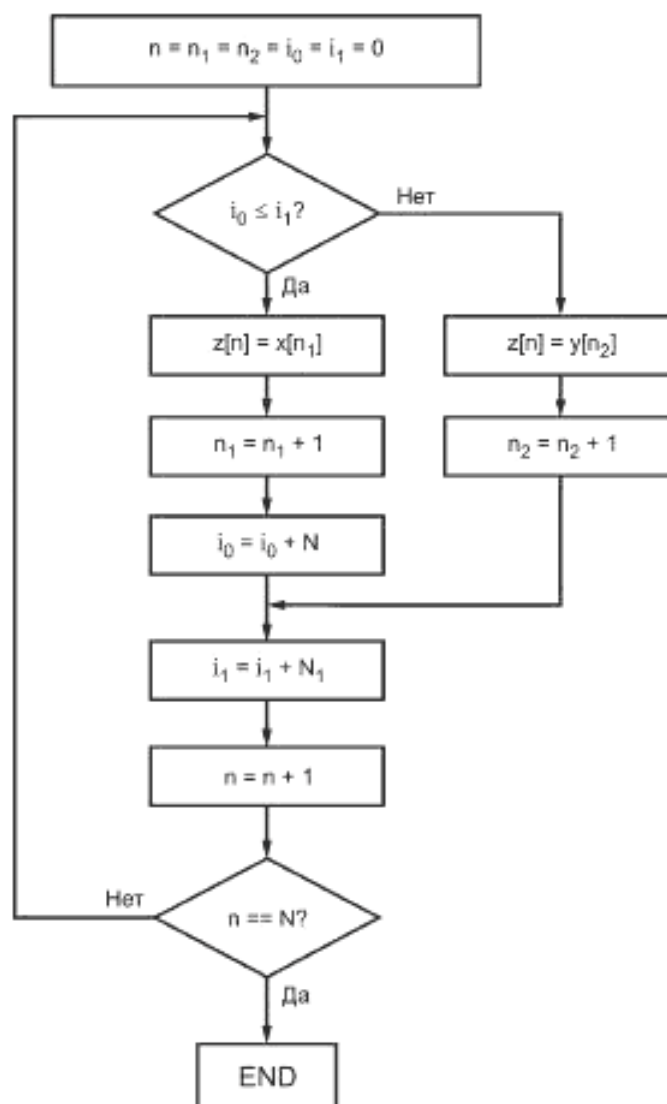 n = n₁ = n₂ = i₀ = i₁ = 0
i₀ ≤ i₁?
Нет
Да
z[n] = x[n₁]
z[n] = y[n₂]
n₁ = n₁ + 1
n₂ = n₂ + 1
i₀ = i₀ + N
i₁ = i₁ + N₁
n = n + 1
Нет
n == N?
Да
END